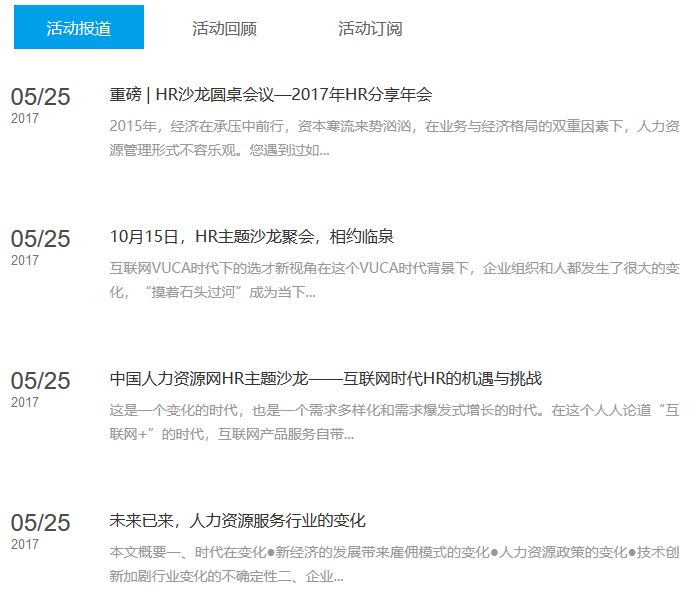 活动报道 活动回顾 活动订阅
05/25
2017
重磅 | HR沙龙圆桌会议—2017年HR分享年会
2015年，经济在承压中前行，资本寒流来势汹汹，在业务与经济格局的双重因素下，人力资
源管理形式不容乐观。您遇到过如...
05/25
2017
10月15日，HR主题沙龙聚会，相约临泉
互联网VUCA时代下的选才新视角在这个VUCA时代背景下，企业组织和人都发生了很大的变
化，“摸着石头过河”成为当下...
05/25
2017
中国人力资源网HR主题沙龙——互联网时代HR的机遇与挑战
这是一个变化的时代，也是一个需求多样化和需求爆发式增长的时代。在这个人人论道“互
联网+”的时代，互联网产品服务自带...
05/25
2017
未来已来，人力资源服务行业的变化
本文概要一、时代在变化●新经济的发展带来雇佣模式的变化●人力资源政策的变化●技术创
新加剧行业变化的不确定性二、企业...